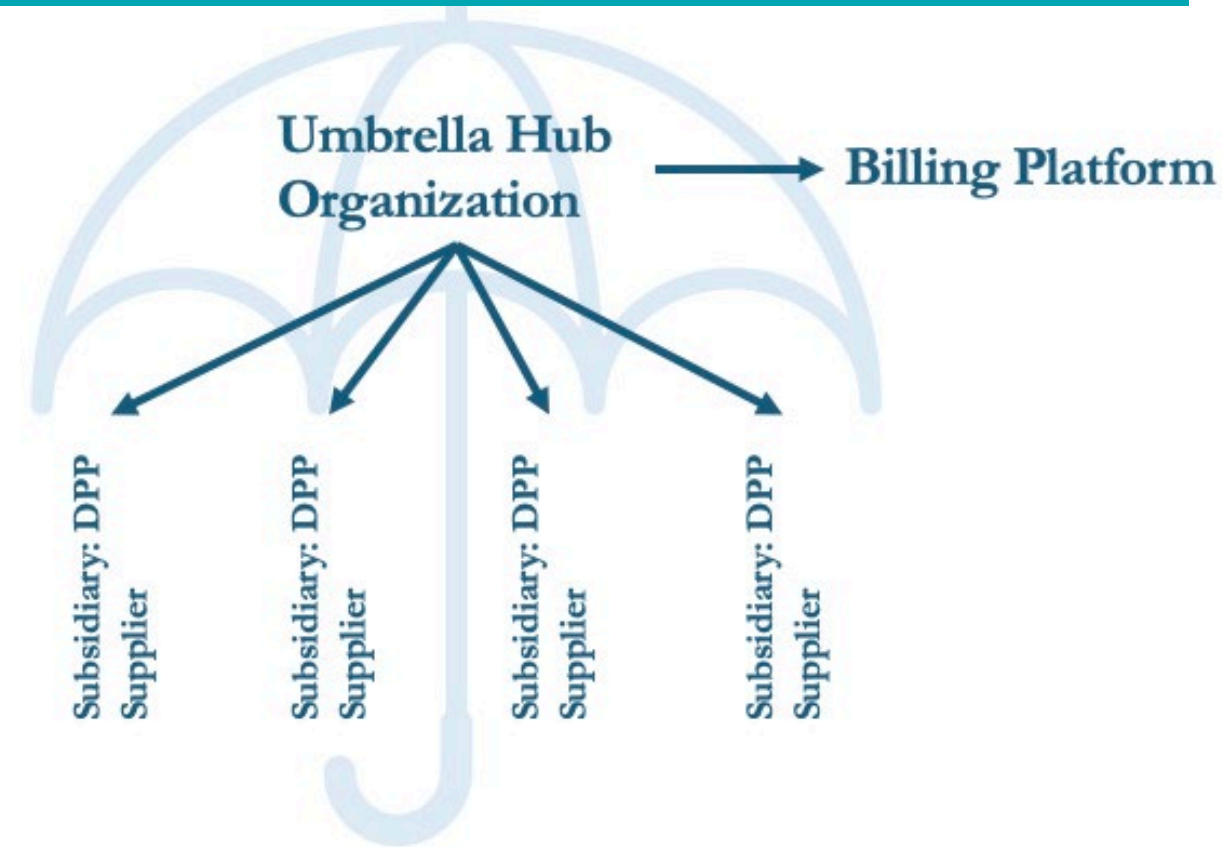 Umbrella Hub
Organization
Billing Platform
Subsidiary: DPP
Supplier
Subsidiary: DPP
Supplier
Subsidiary: DPP
Supplier
Subsidiary: DPP
Supplier